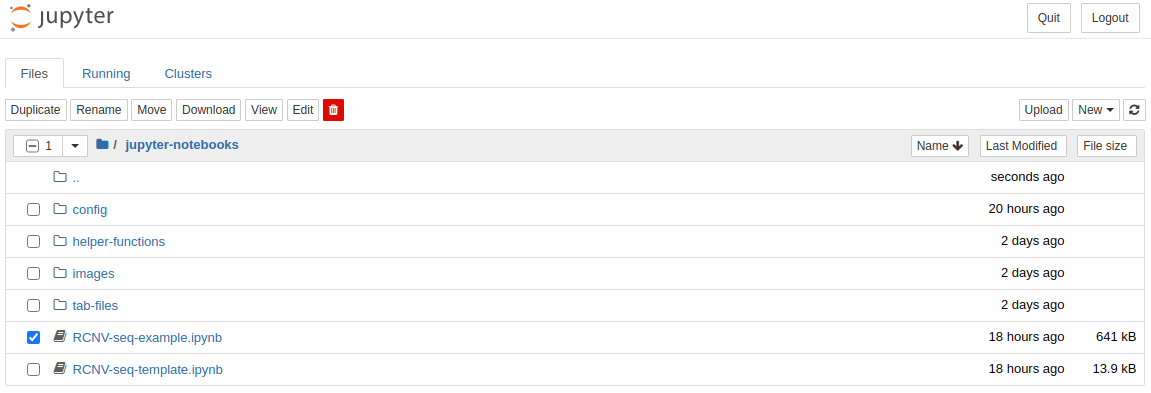 jupyter Quit Logout
Files Running Clusters
Duplicate Rename Move Download View Edit Upload New
1 / jupyter-notebooks Name Last Modified File size
.. seconds ago
config 20 hours ago
helper-functions 2 days ago
images 2 days ago
tab-files 2 days ago
RCNV-seq-example.ipynb 18 hours ago 641 kB
RCNV-seq-template.ipynb 18 hours ago 13.9 kB